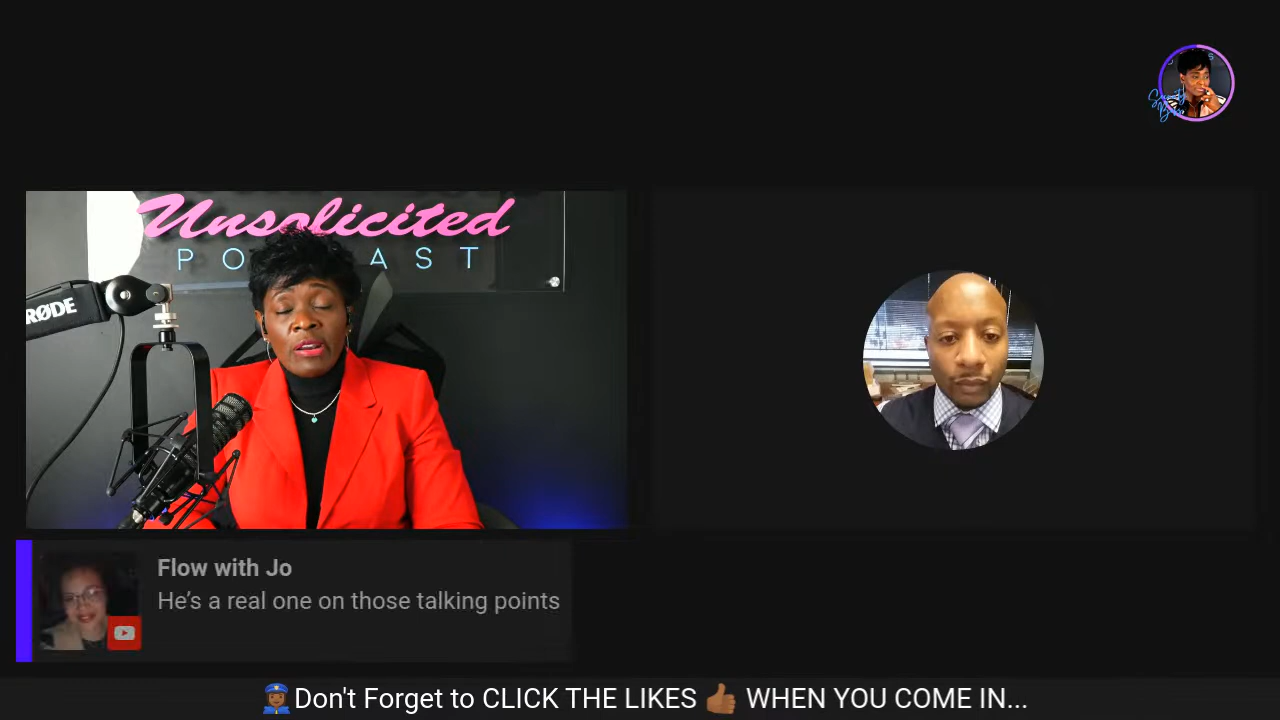 Unsolicited
PO AST
RØDE
Flow with Jo
He's a real one on those talking points
Don't Forget to CLICK THE LIKES 👍🏾 WHEN YOU COME IN...